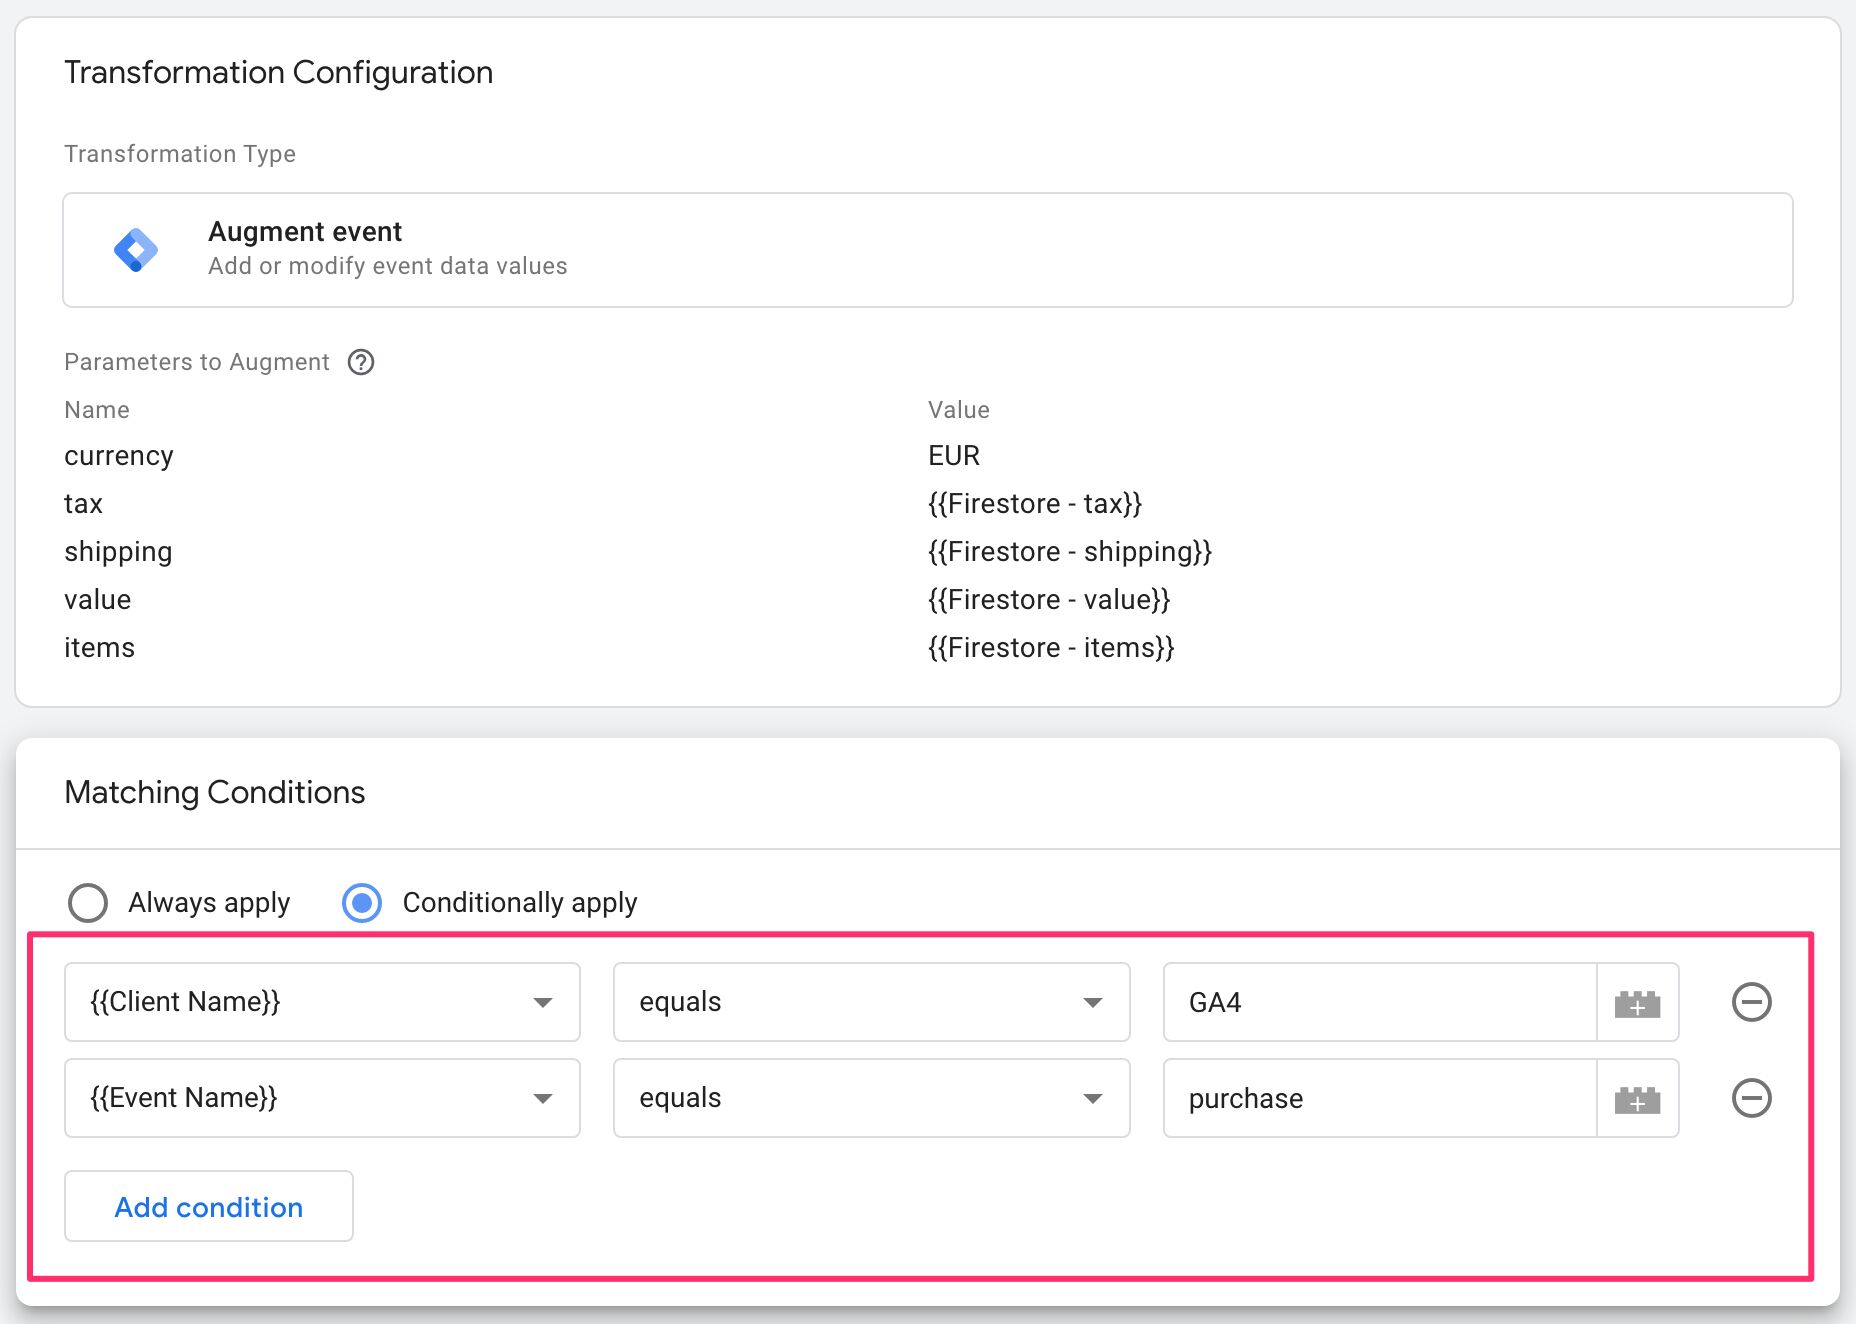 Transformation Configuration
Transformation Type
Augment event
Add or modify event data values
Parameters to Augment ?
Name Value
currency EUR
tax {{Firestore - tax}}
shipping {{Firestore - shipping}}
value {{Firestore - value}}
items {{Firestore - items}}
Matching Conditions
Always apply Conditionally apply
{{Client Name}} equals GA4
{{Event Name}} equals purchase
Add condition